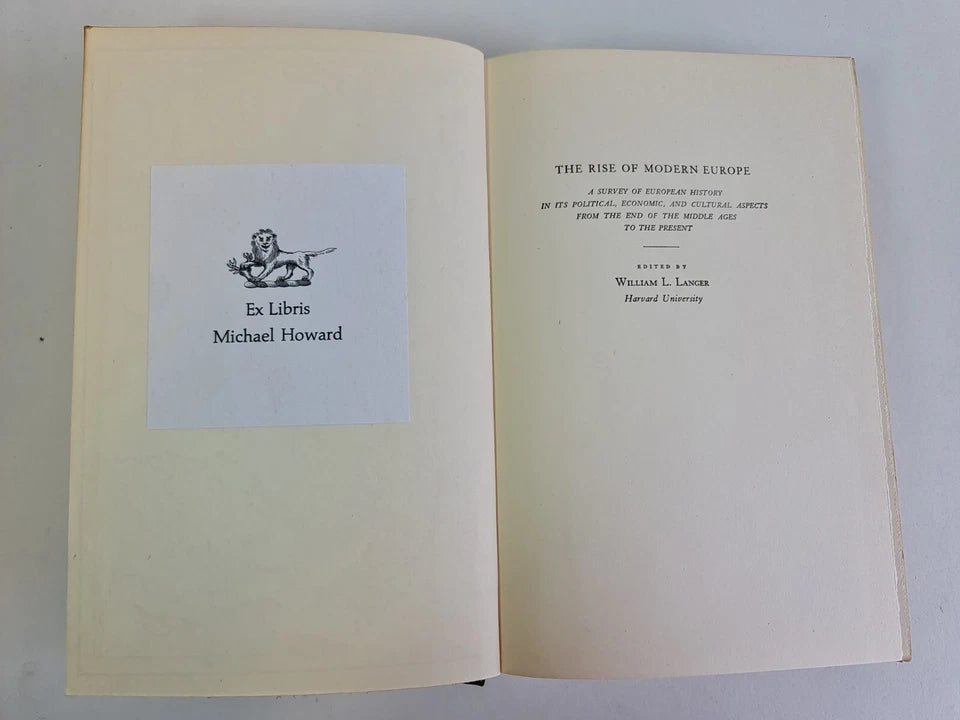 Ex Libris
Michael Howard
THE RISE OF MODERN EUROPE
A SURVEY OF EUROPEAN HISTORY
IN ITS POLITICAL, ECONOMIC, AND CULTURAL ASPECTS
FROM THE END OF THE MIDDLE AGES
TO THE PRESENT
EDITED BY
WILLIAM L. LANGER
Harvard University